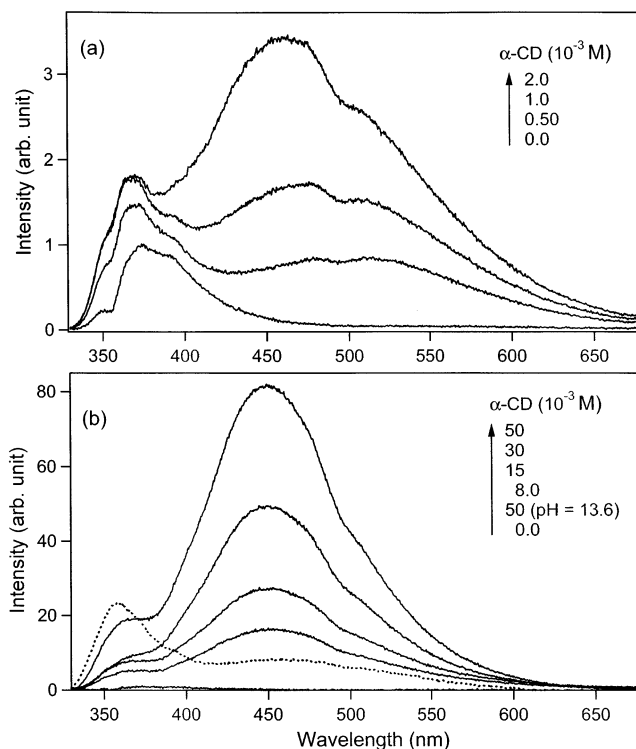 (a)
α-CD (10⁻³ M)
2.0
1.0
0.50
0.0
Intensity (arb. unit)
3
2
1
0
350 400 450 500 550 600 650
(b)
α-CD (10⁻³ M)
50
30
15
8.0
50 (pH = 13.6)
0.0
Intensity (arb. unit)
80
60
40
20
0
350 400 450 500 550 600 650
Wavelength (nm)